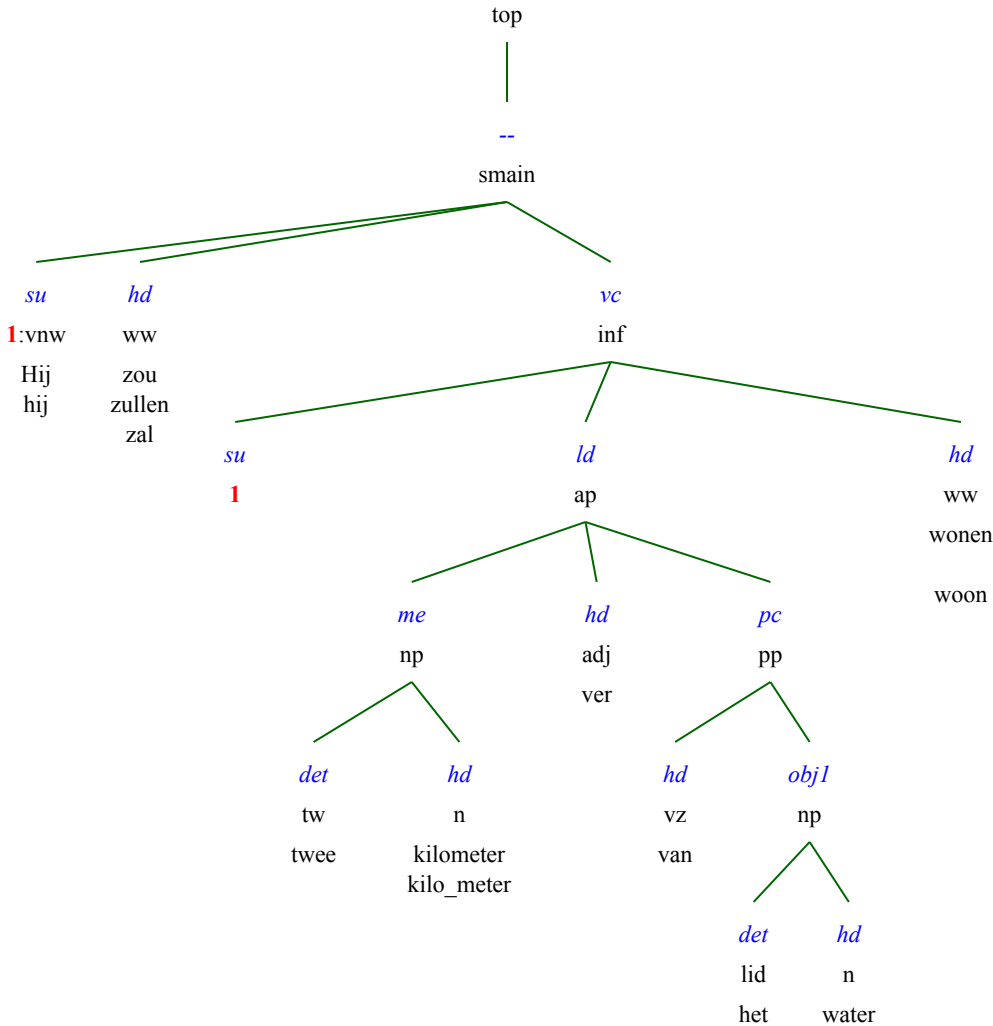 top
--
smain
su hd vc
1:vnw ww inf
Hij zou
hij zullen
zal
su ld hd
1 ap ww
wonen
woon
me hd pc
np adj pp
ver
det hd hd obj1
tw n vz np
twee kilometer van
kilo_meter
det hd
lid n
het water